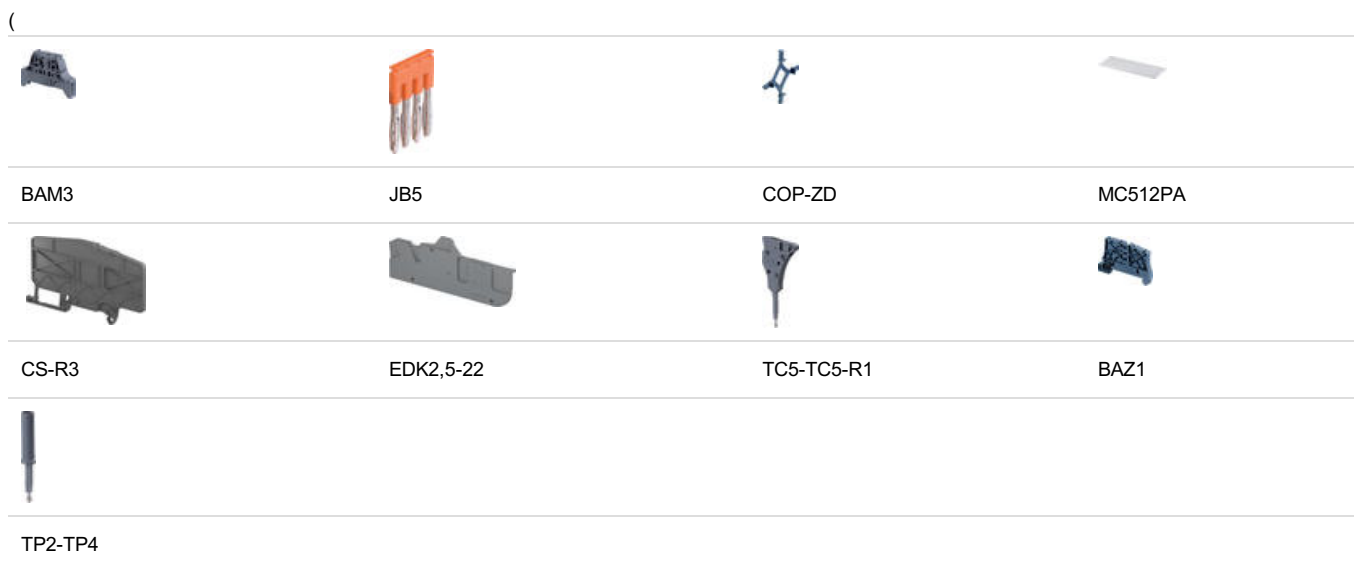 (
BAM3 JB5 COP-ZD MC512PA
CS-R3 EDK2,5-22 TC5-TC5-R1 BAZ1
TP2-TP4